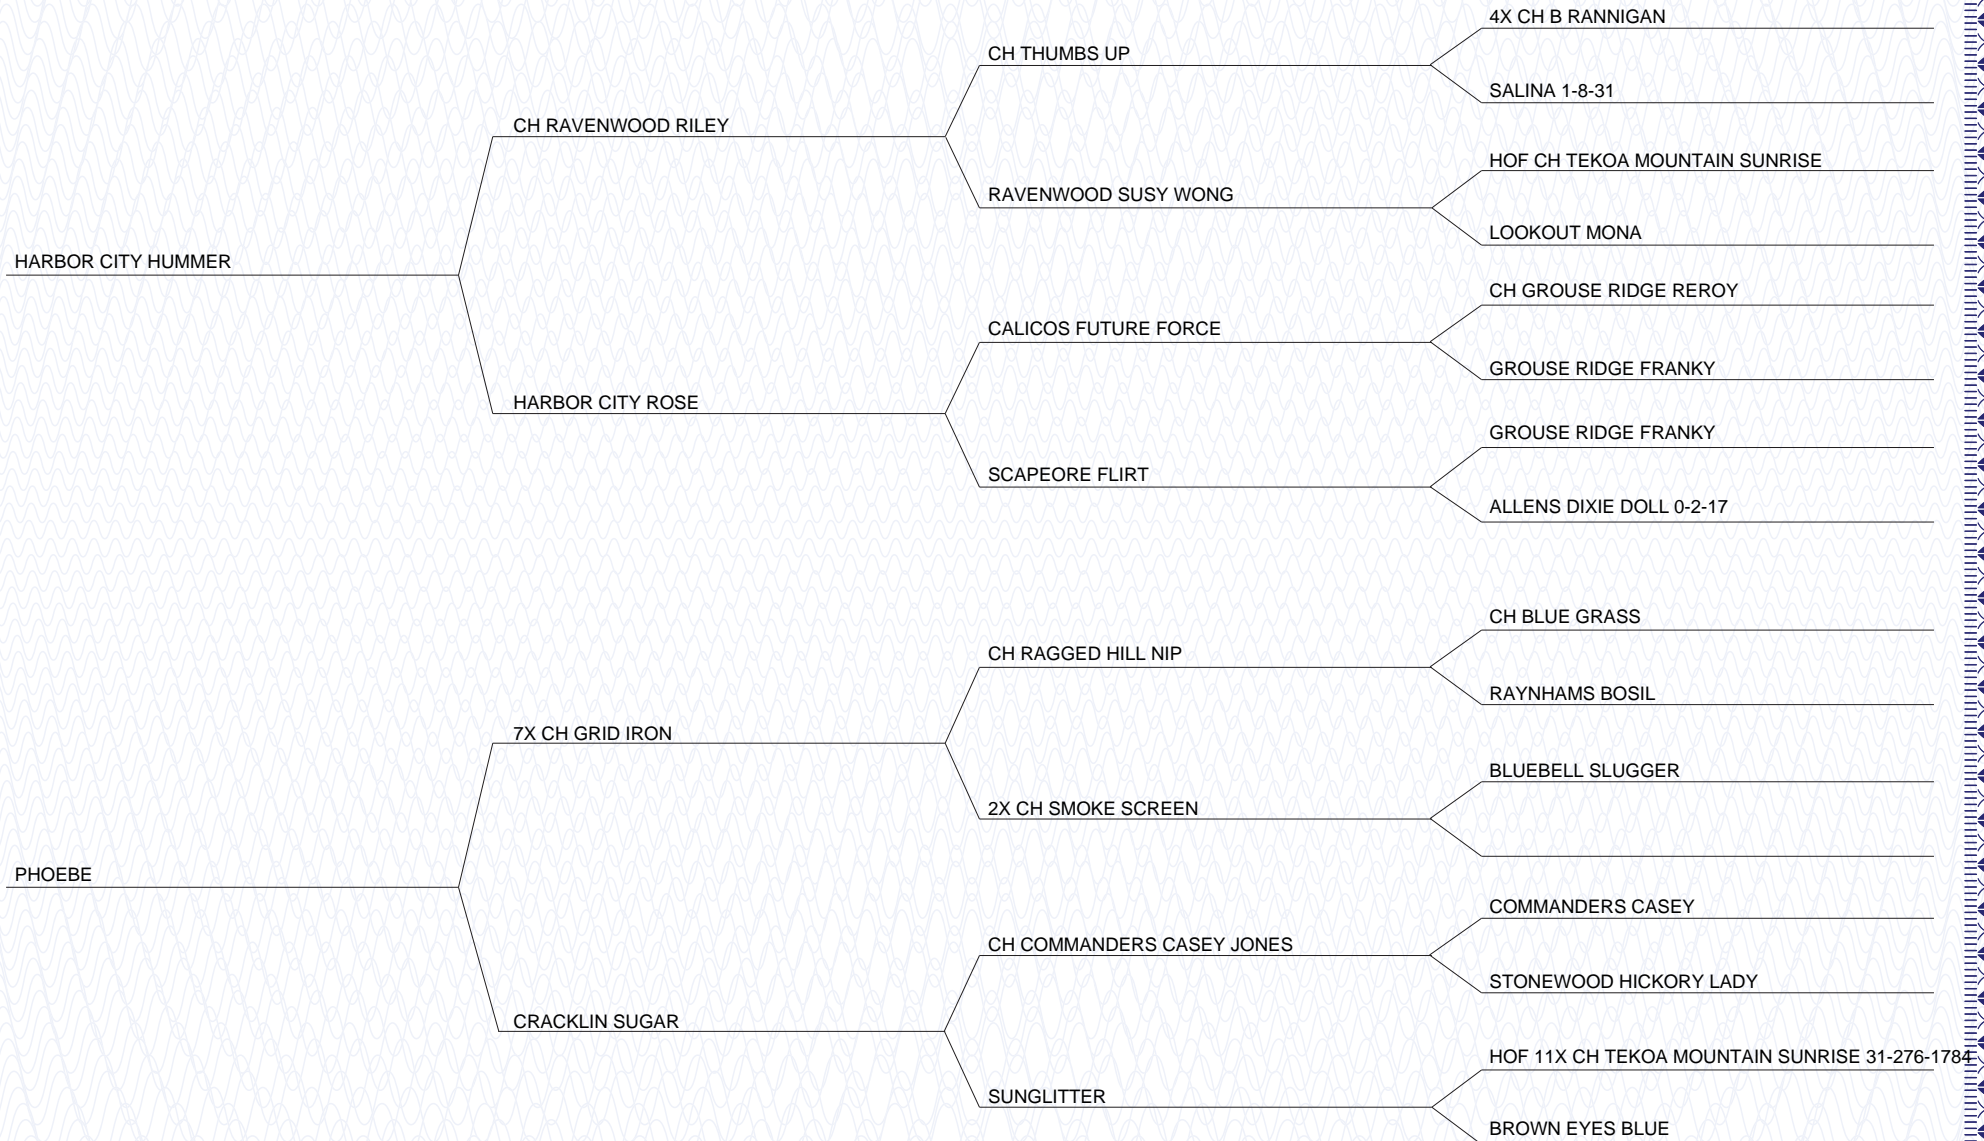 4X CH B RANNIGAN
CH THUMBS UP
SALINA 1-8-31
CH RAVENWOOD RILEY
HOF CH TEKOA MOUNTAIN SUNRISE
RAVENWOOD SUSY WONG
LOOKOUT MONA
HARBOR CITY HUMMER
CH GROUSE RIDGE REROY
CALICOS FUTURE FORCE
GROUSE RIDGE FRANKY
HARBOR CITY ROSE
GROUSE RIDGE FRANKY
SCAPEORE FLIRT
ALLENS DIXIE DOLL 0-2-17
CH BLUE GRASS
CH RAGGED HILL NIP
RAYNHAMS BOSIL
7X CH GRID IRON
BLUEBELL SLUGGER
2X CH SMOKE SCREEN
PHOEBE
COMMANDERS CASEY
CH COMMANDERS CASEY JONES
STONEWOOD HICKORY LADY
CRACKLIN SUGAR
HOF 11X CH TEKOA MOUNTAIN SUNRISE 31-276-1784
SUNGLITTER
BROWN EYES BLUE